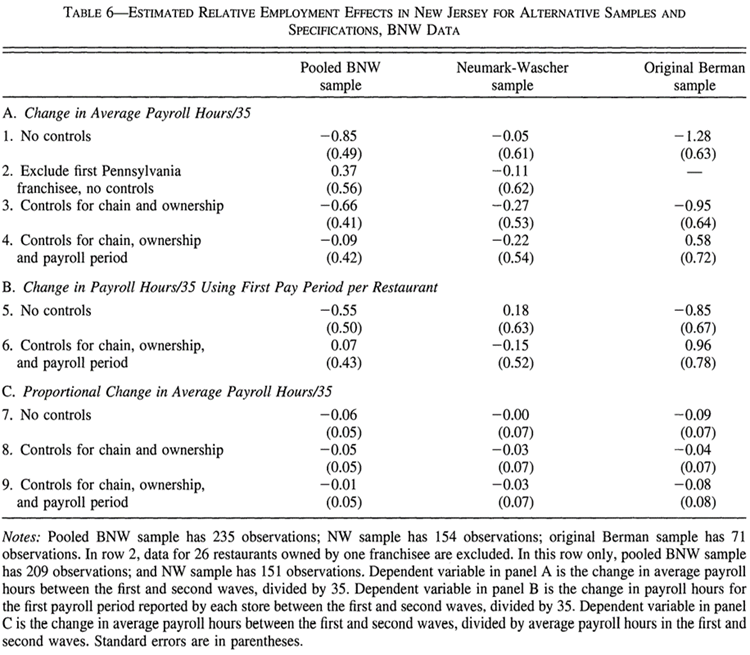 TABLE 6—ESTIMATED RELATIVE EMPLOYMENT EFFECTS IN NEW JERSEY FOR ALTERNATIVE SAMPLES AND
SPECIFICATIONS, BNW DATA
Pooled BNW sample Neumark-Wascher sample Original Berman sample
A. Change in Average Payroll Hours/35
1. No controls −0.85 −0.05 −1.28
(0.49) (0.61) (0.63)
2. Exclude first Pennsylvania 0.37 −0.11 —
franchisee, no controls (0.56) (0.62)
3. Controls for chain and ownership −0.66 −0.27 −0.95
(0.41) (0.53) (0.64)
4. Controls for chain, ownership −0.09 −0.22 0.58
and payroll period (0.42) (0.54) (0.72)
B. Change in Payroll Hours/35 Using First Pay Period per Restaurant
5. No controls −0.55 0.18 −0.85
(0.50) (0.63) (0.67)
6. Controls for chain, ownership, 0.07 −0.15 0.96
and payroll period (0.43) (0.52) (0.78)
C. Proportional Change in Average Payroll Hours/35
7. No controls −0.06 −0.00 −0.09
(0.05) (0.07) (0.07)
8. Controls for chain and ownership −0.05 −0.03 −0.04
(0.05) (0.07) (0.07)
9. Controls for chain, ownership, −0.01 −0.03 −0.08
and payroll period (0.05) (0.07) (0.08)
Notes: Pooled BNW sample has 235 observations; NW sample has 154 observations; original Berman sample has 71
observations. In row 2, data for 26 restaurants owned by one franchisee are excluded. In this row only, pooled BNW sample
has 209 observations; and NW sample has 151 observations. Dependent variable in panel A is the change in average payroll
hours between the first and second waves, divided by 35. Dependent variable in panel B is the change in payroll hours for
the first payroll period reported by each store between the first and second waves, divided by 35. Dependent variable in panel
C is the change in average payroll hours between the first and second waves, divided by average payroll hours in the first and
second waves. Standard errors are in parentheses.